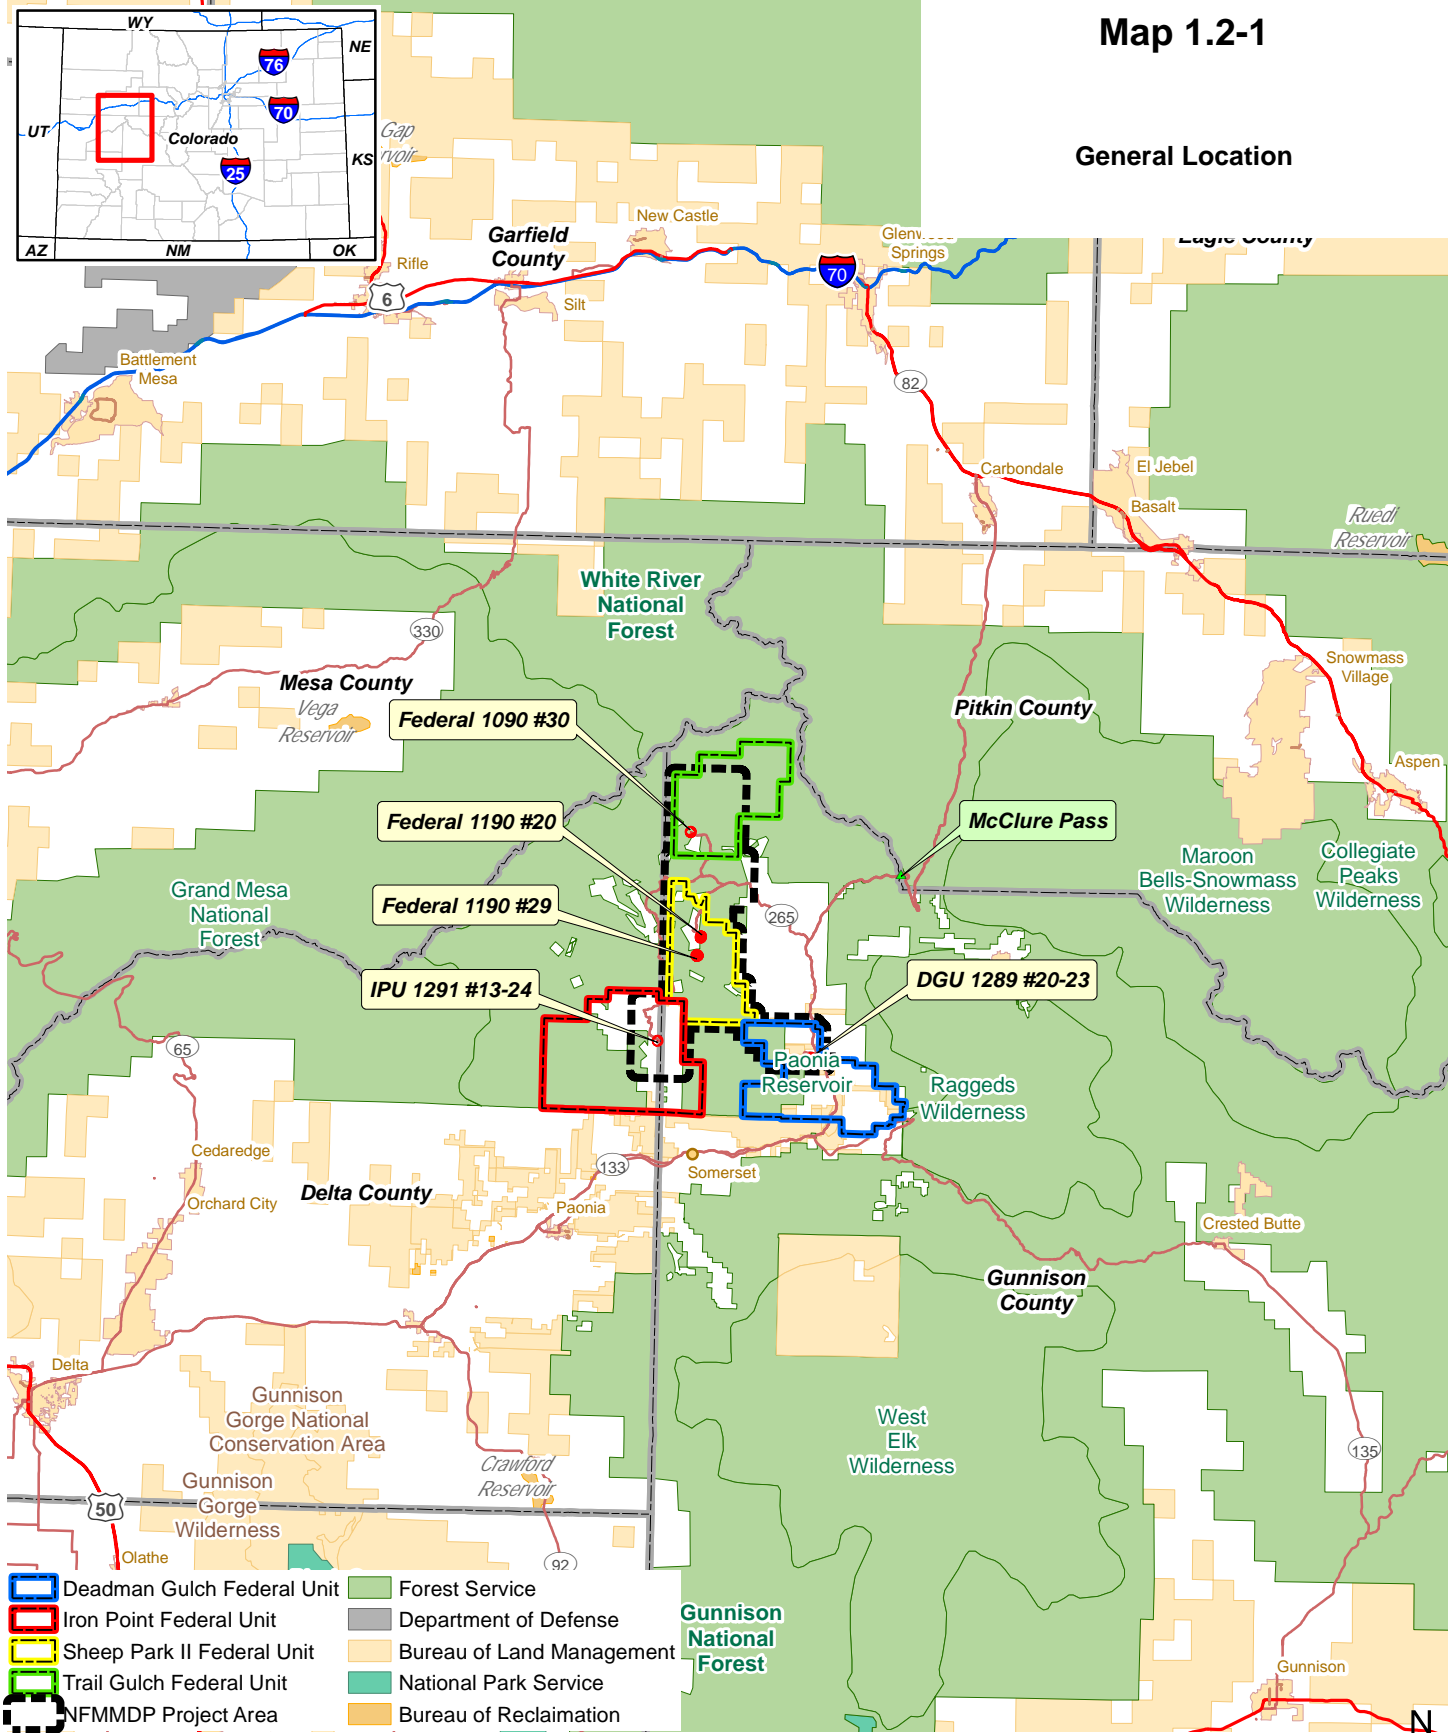 Map 1.2-1
General Location
WY
NE
76
70
UT
Colorado
KS
25
AZ
NM
OK
Gap
New Castle
Garfield
County
Glenwood
Springs
Eagle County
Rifle
6
70
Silt
Battlement
Mesa
82
Carbondale
El Jebel
Basalt
Ruedi
Reservoir
White River
National
Forest
330
Snowmass
Village
Mesa County
Vega
Reservoir
Federal 1090 #30
Pitkin County
Aspen
Federal 1190 #20
McClure Pass
Maroon
Bells-Snowmass
Wilderness
Collegiate
Peaks
Wilderness
Grand Mesa
National
Forest
Federal 1190 #29
265
IPU 1291 #13-24
DGU 1289 #20-23
65
Paonia
Reservoir
Raggeds
Wilderness
Cedaredge
133
Somerset
Delta County
Orchard City
Paonia
Crested Butte
Gunnison
County
Delta
Gunnison
Gorge National
Conservation Area
West
Elk
Wilderness
135
Crawford
Reservoir
Gunnison
Gorge
Wilderness
50
Olathe
92
Deadman Gulch Federal Unit
Iron Point Federal Unit
Sheep Park II Federal Unit
Trail Gulch Federal Unit
NFMMDP Project Area
Forest Service
Department of Defense
Bureau of Land Management
National Park Service
Bureau of Reclamation
Gunnison
National
Forest
Gunnison
N